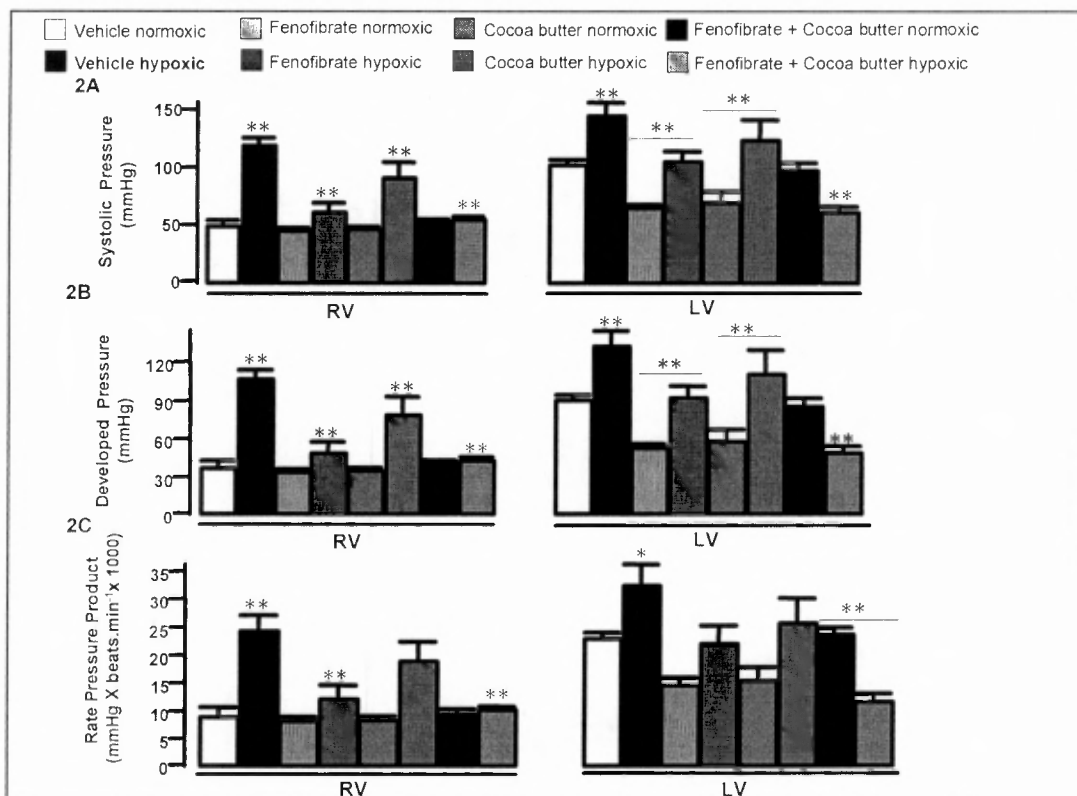 Vehicle normoxic Fenofibrate normoxic Cocoa butter normoxic Fenofibrate + Cocoa butter normoxic
Vehicle hypoxic Fenofibrate hypoxic Cocoa butter hypoxic Fenofibrate + Cocoa butter hypoxic
2A
Systolic Pressure
(mmHg)
150
100
50
0
** ** ** **
** ** ** **
RV LV
2B
Developed Pressure
(mmHg)
120
90
60
30
0
** ** ** **
** ** ** **
RV LV
2C
Rate Pressure Product
(mmHg X beats.min⁻¹x 1000)
35
30
25
20
15
10
5
0
** ** **
* **
RV LV